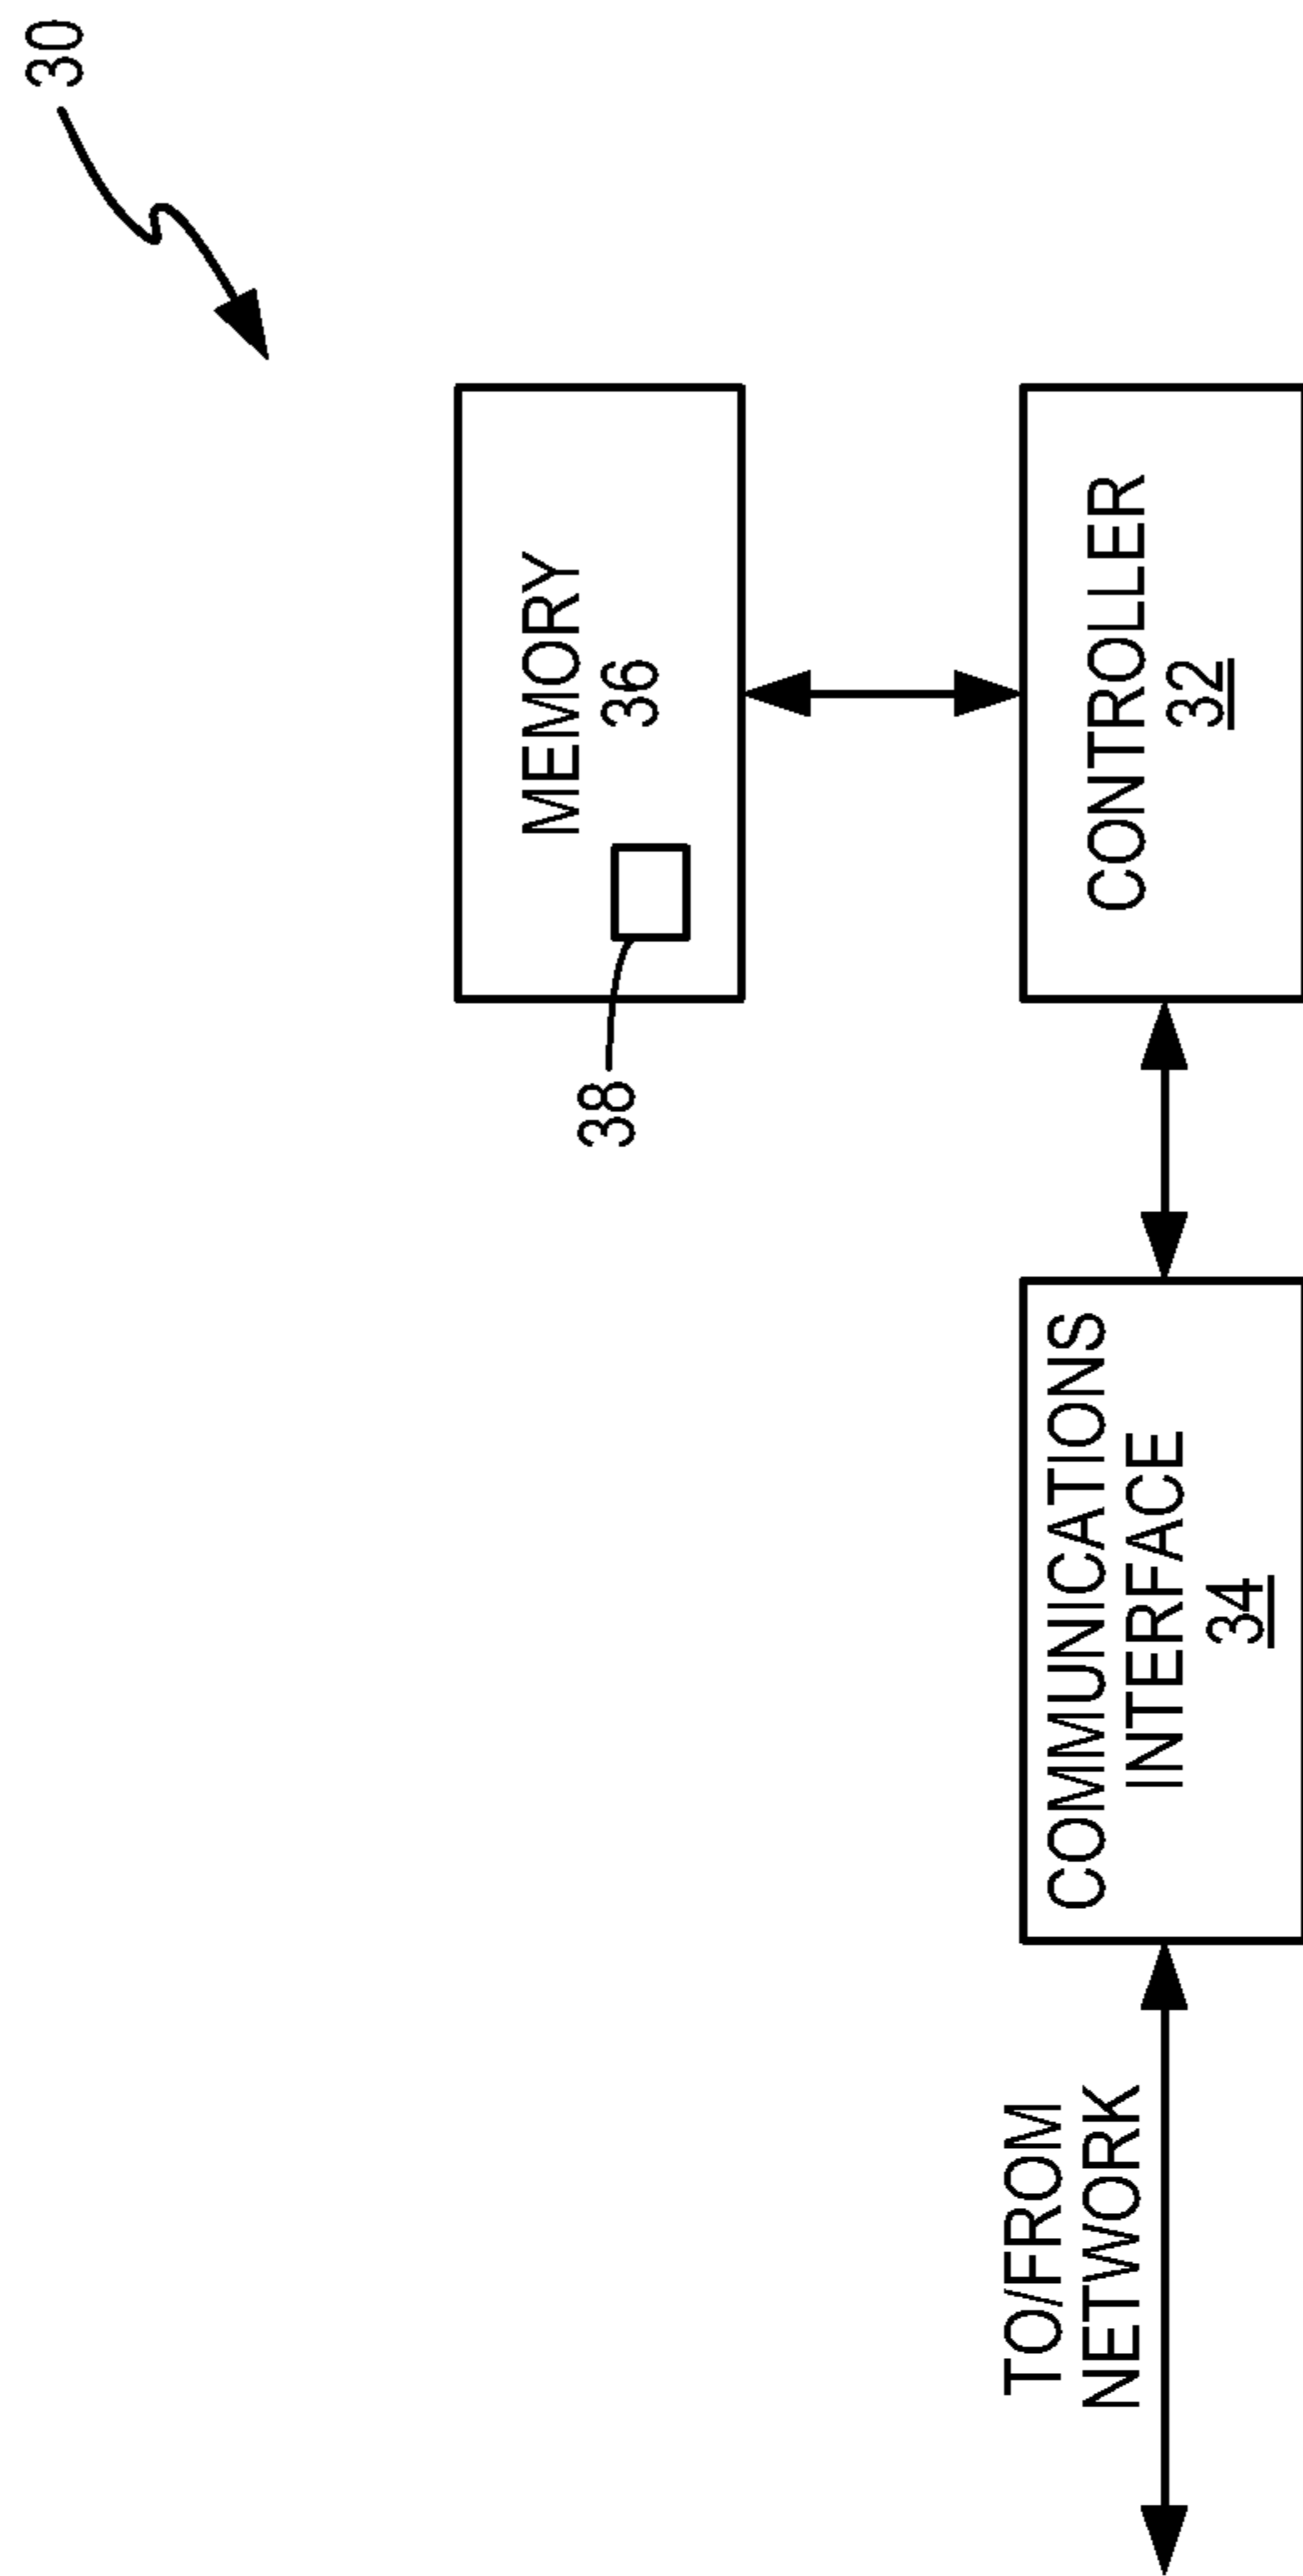 30
MEMORY
36
38
CONTROLLER
32
COMMUNICATIONS
INTERFACE
34
TO/FROM
NETWORK